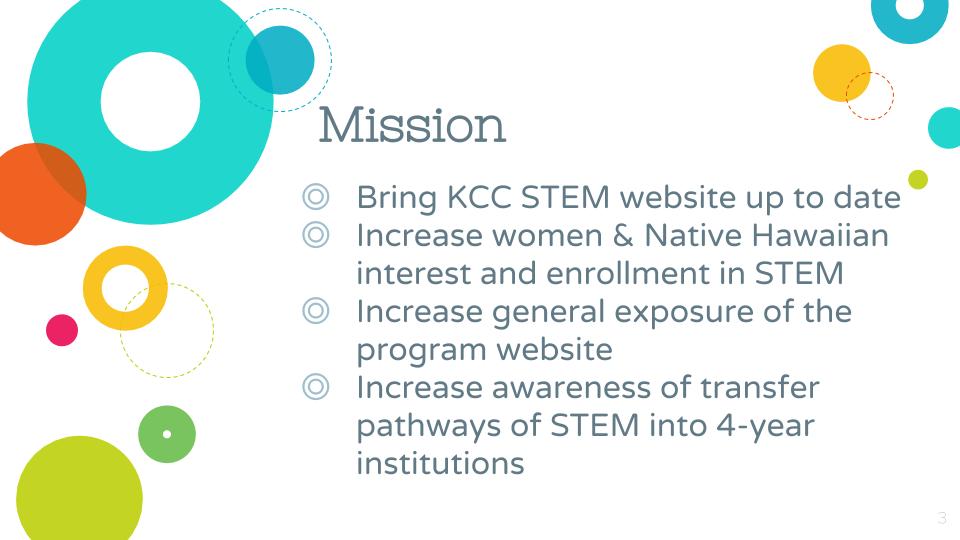 Mission
Bring KCC STEM website up to date
Increase women & Native Hawaiian
interest and enrollment in STEM
Increase general exposure of the
program website
Increase awareness of transfer
pathways of STEM into 4-year
institutions
3